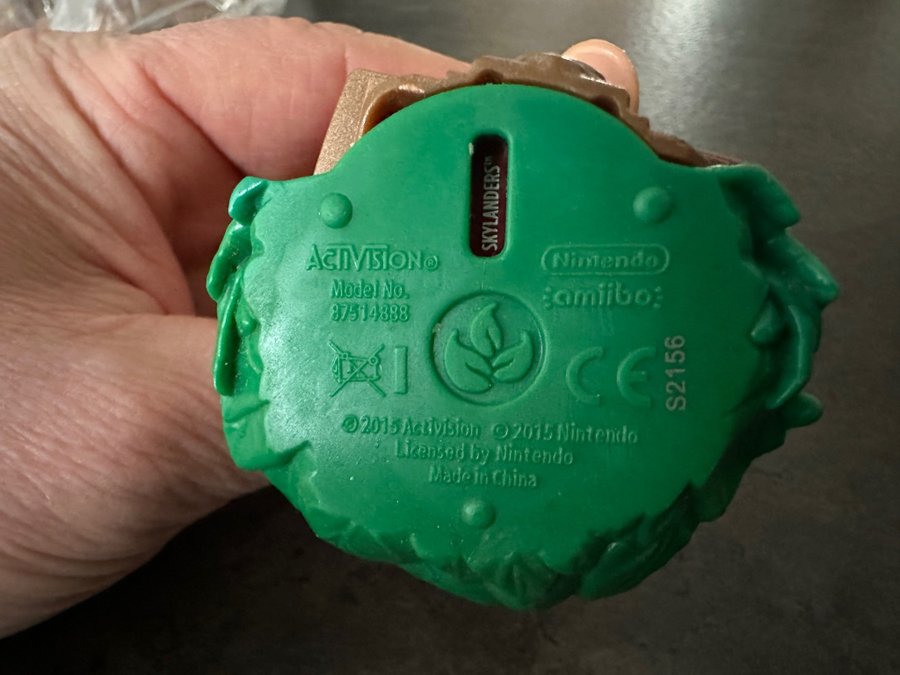 SKYLANDERS™
ACTIVISION®
Model No.
87514888
Nintendo
amiibo
CE
S2156
© 2015 Activision © 2015 Nintendo
Licensed by Nintendo
Made in China